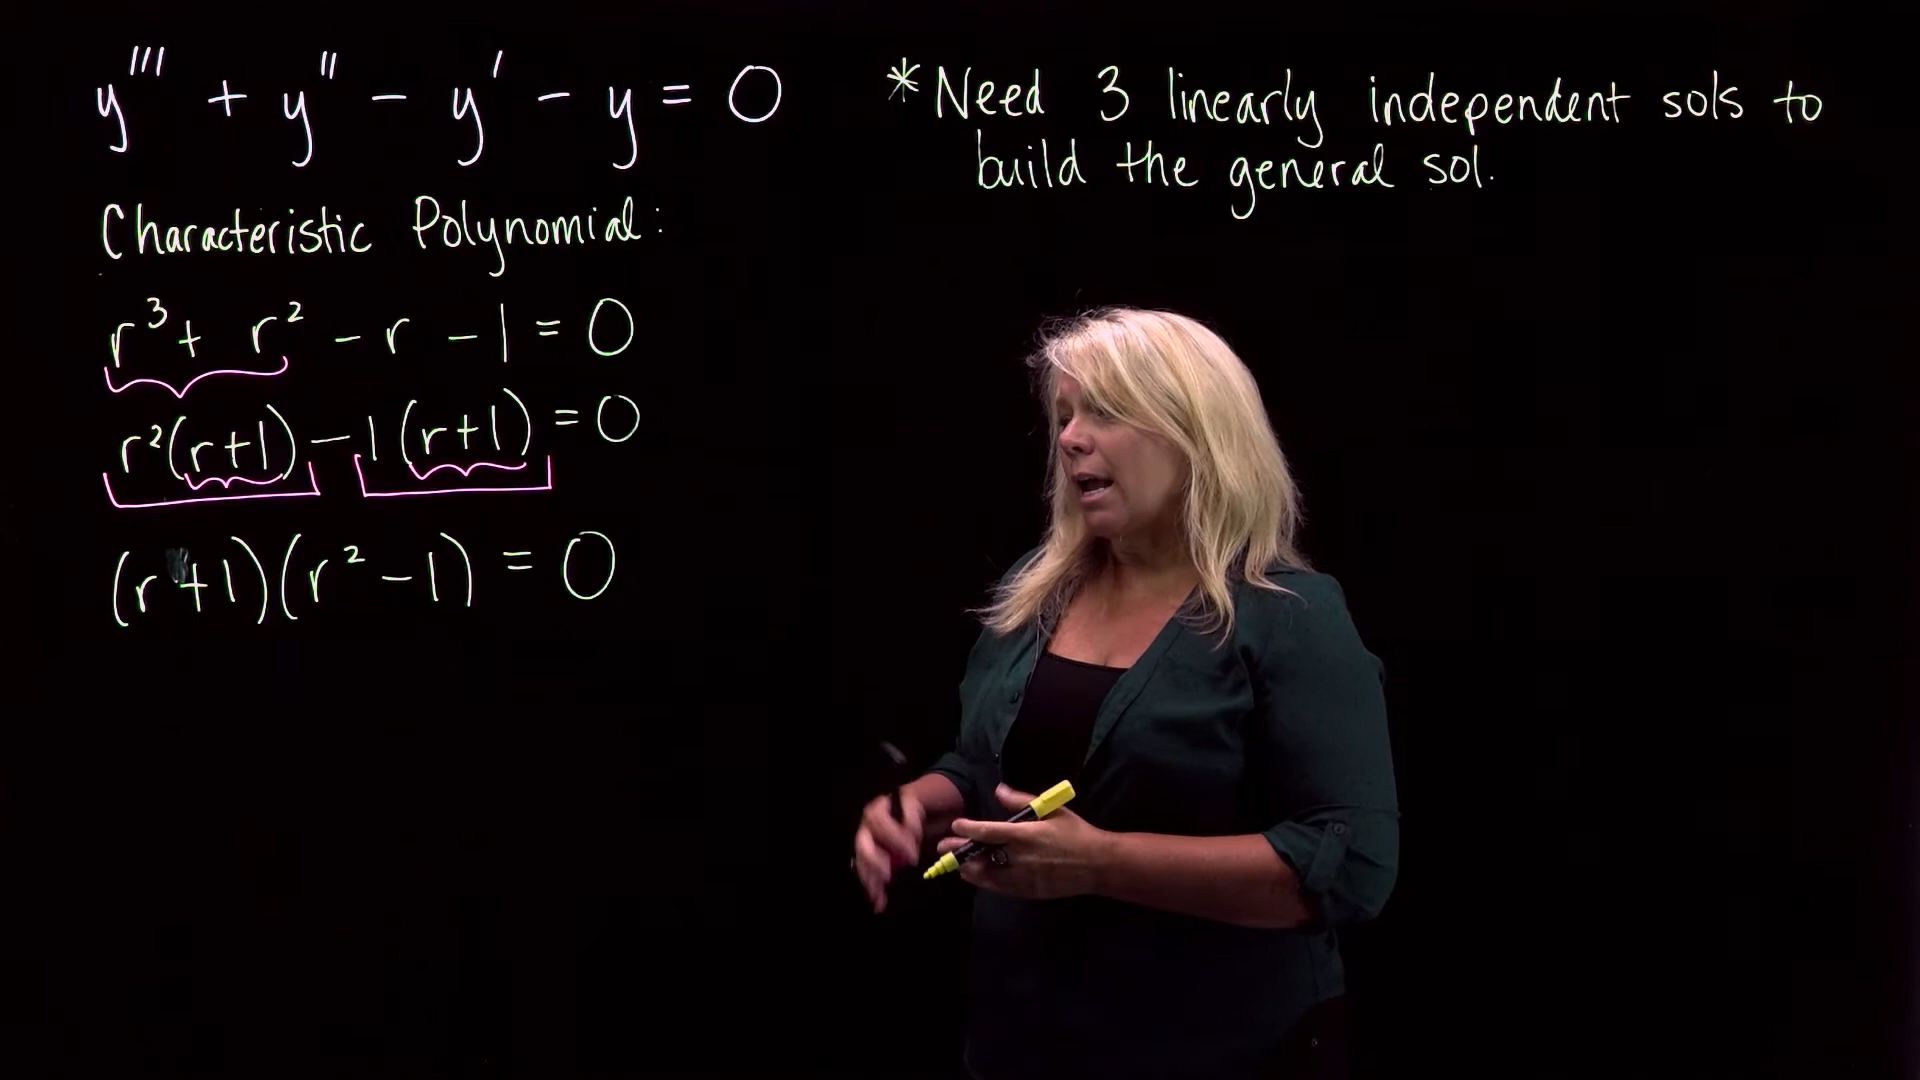 y''' + y'' - y' - y = 0
* Need 3 linearly independent sols to
build the general sol.
Characteristic Polynomial:
r³ + r² - r - 1 = 0
r²(r+1) - 1(r+1) = 0
(r+1)(r²-1) = 0